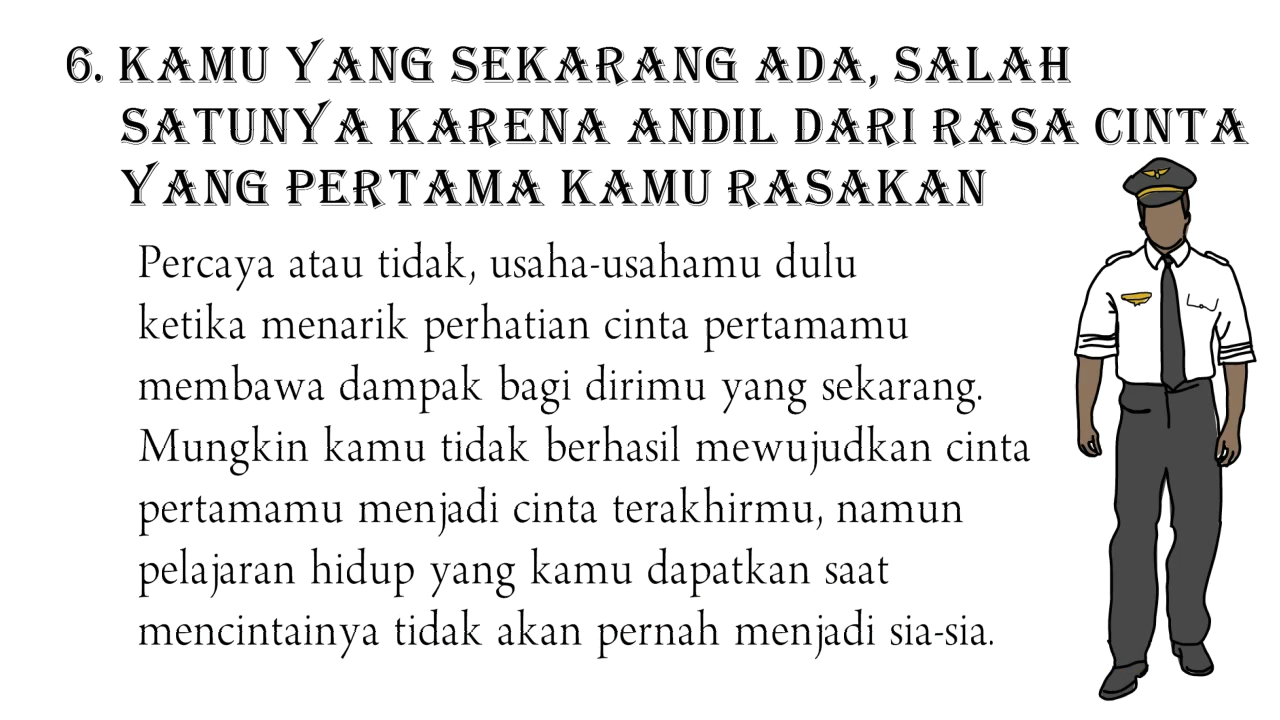 6. KAMU YANG SEKARANG ADA, SALAH
SATUNYA KARENA ANDIL DARI RASA CINTA
YANG PERTAMA KAMU RASAKAN
Percaya atau tidak, usaha-usahamu dulu
ketika menarik perhatian cinta pertamamu
membawa dampak bagi dirimu yang sekarang.
Mungkin kamu tidak berhasil mewujudkan cinta
pertamamu menjadi cinta terakhirmu, namun
pelajaran hidup yang kamu dapatkan saat
mencintainya tidak akan pernah menjadi sia-sia.